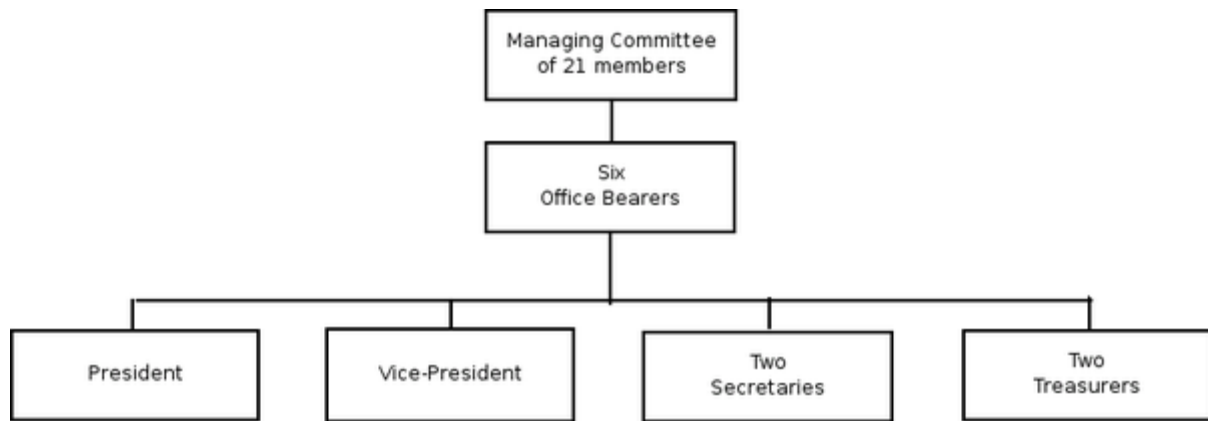 Managing Committee
of 21 members
Six
Office Bearers
President
Vice-President
Two
Secretaries
Two
Treasurers